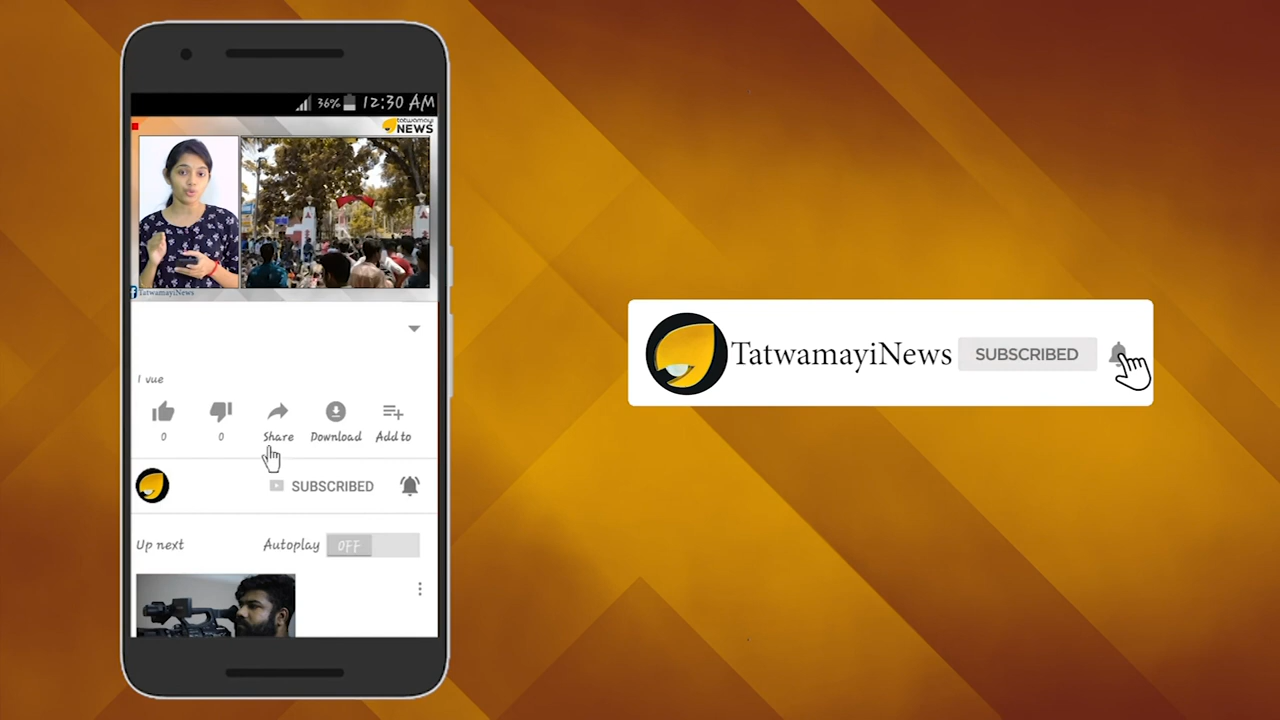 36% 12:30 AM
tatwamayi
NEWS
TatwamayiNews
1 vue
0 0 Share Download Add to
SUBSCRIBED
Up next Autoplay OFF
TatwamayiNews SUBSCRIBED